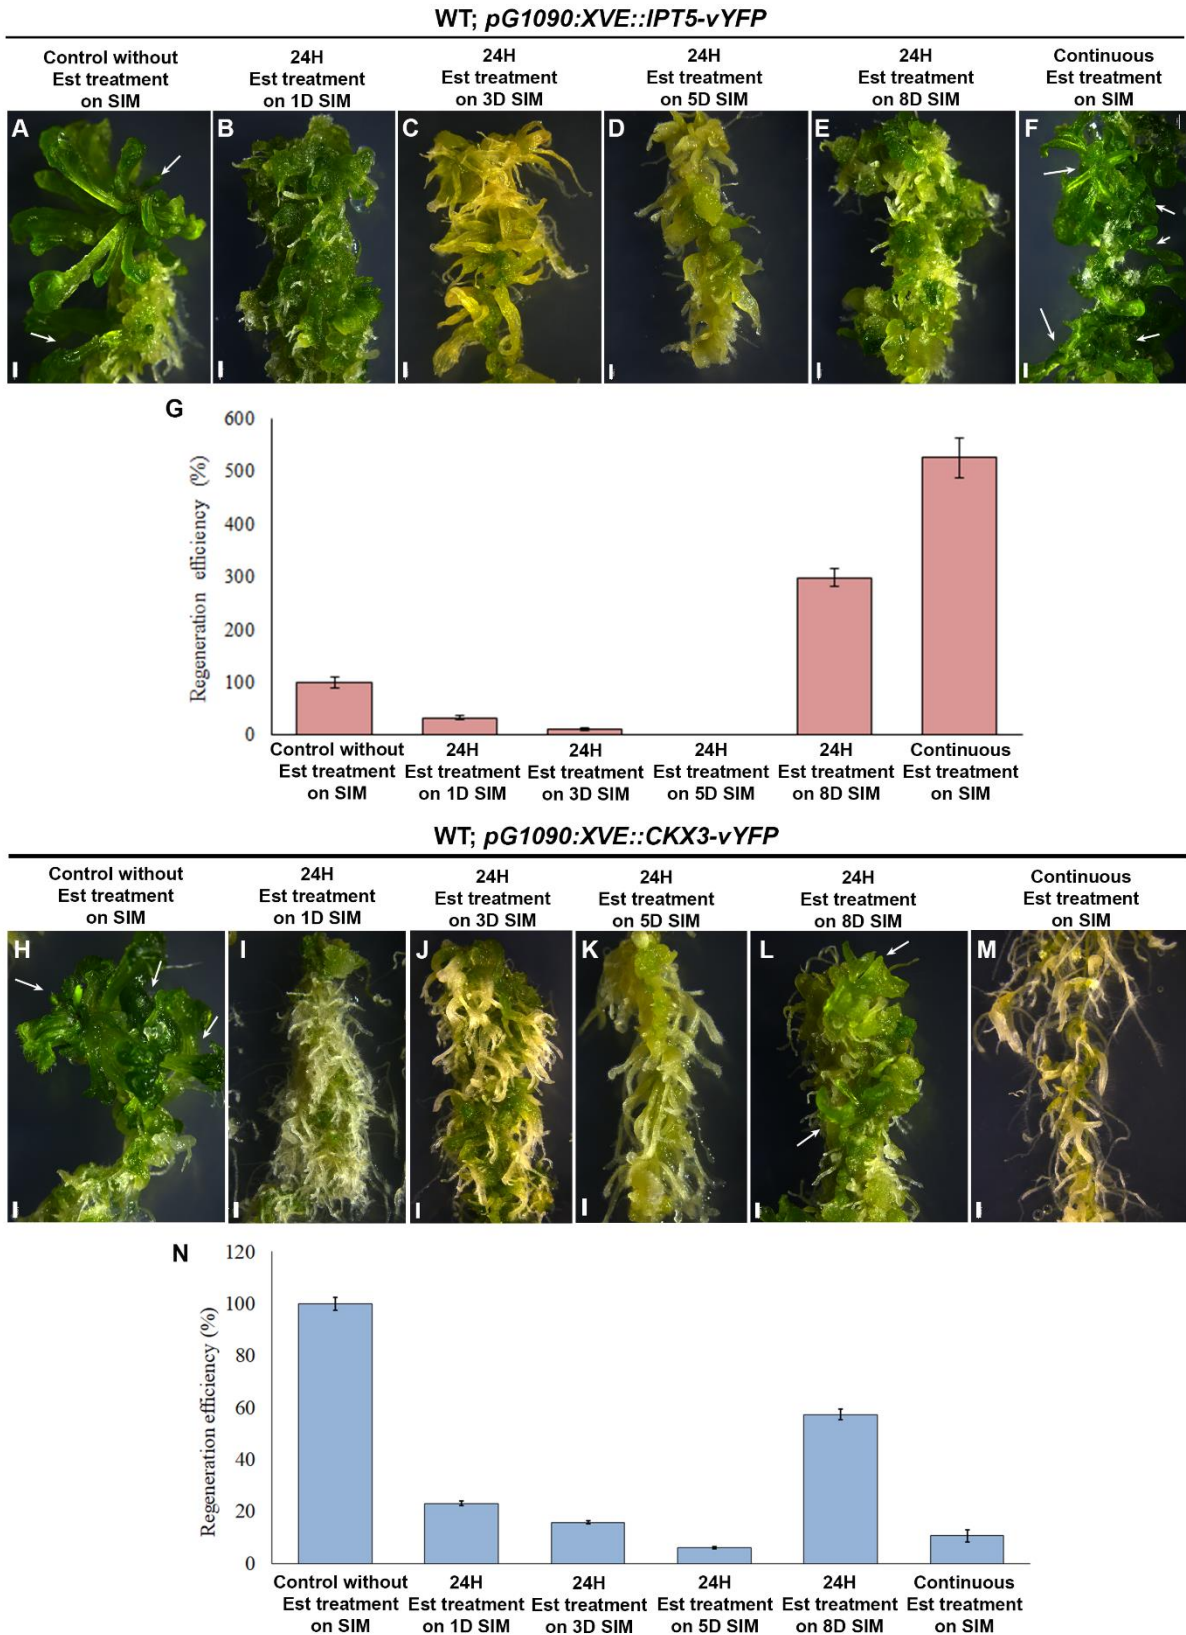 WT; pG1090:XVE::IPT5-vYFP
Control without
Est treatment
on SIM
24H
Est treatment
on 1D SIM
24H
Est treatment
on 3D SIM
24H
Est treatment
on 5D SIM
24H
Est treatment
on 8D SIM
Continuous
Est treatment
on SIM
A
B
C
D
E
F
G
Regeneration efficiency (%)
600
500
400
300
200
100
0
Control without
Est treatment
on SIM
24H
Est treatment
on 1D SIM
24H
Est treatment
on 3D SIM
24H
Est treatment
on 5D SIM
24H
Est treatment
on 8D SIM
Continuous
Est treatment
on SIM
WT; pG1090:XVE::CKX3-vYFP
Control without
Est treatment
on SIM
24H
Est treatment
on 1D SIM
24H
Est treatment
on 3D SIM
24H
Est treatment
on 5D SIM
24H
Est treatment
on 8D SIM
Continuous
Est treatment
on SIM
H
I
J
K
L
M
N
Regeneration efficiency (%)
120
100
80
60
40
20
0
Control without
Est treatment
on SIM
24H
Est treatment
on 1D SIM
24H
Est treatment
on 3D SIM
24H
Est treatment
on 5D SIM
24H
Est treatment
on 8D SIM
Continuous
Est treatment
on SIM